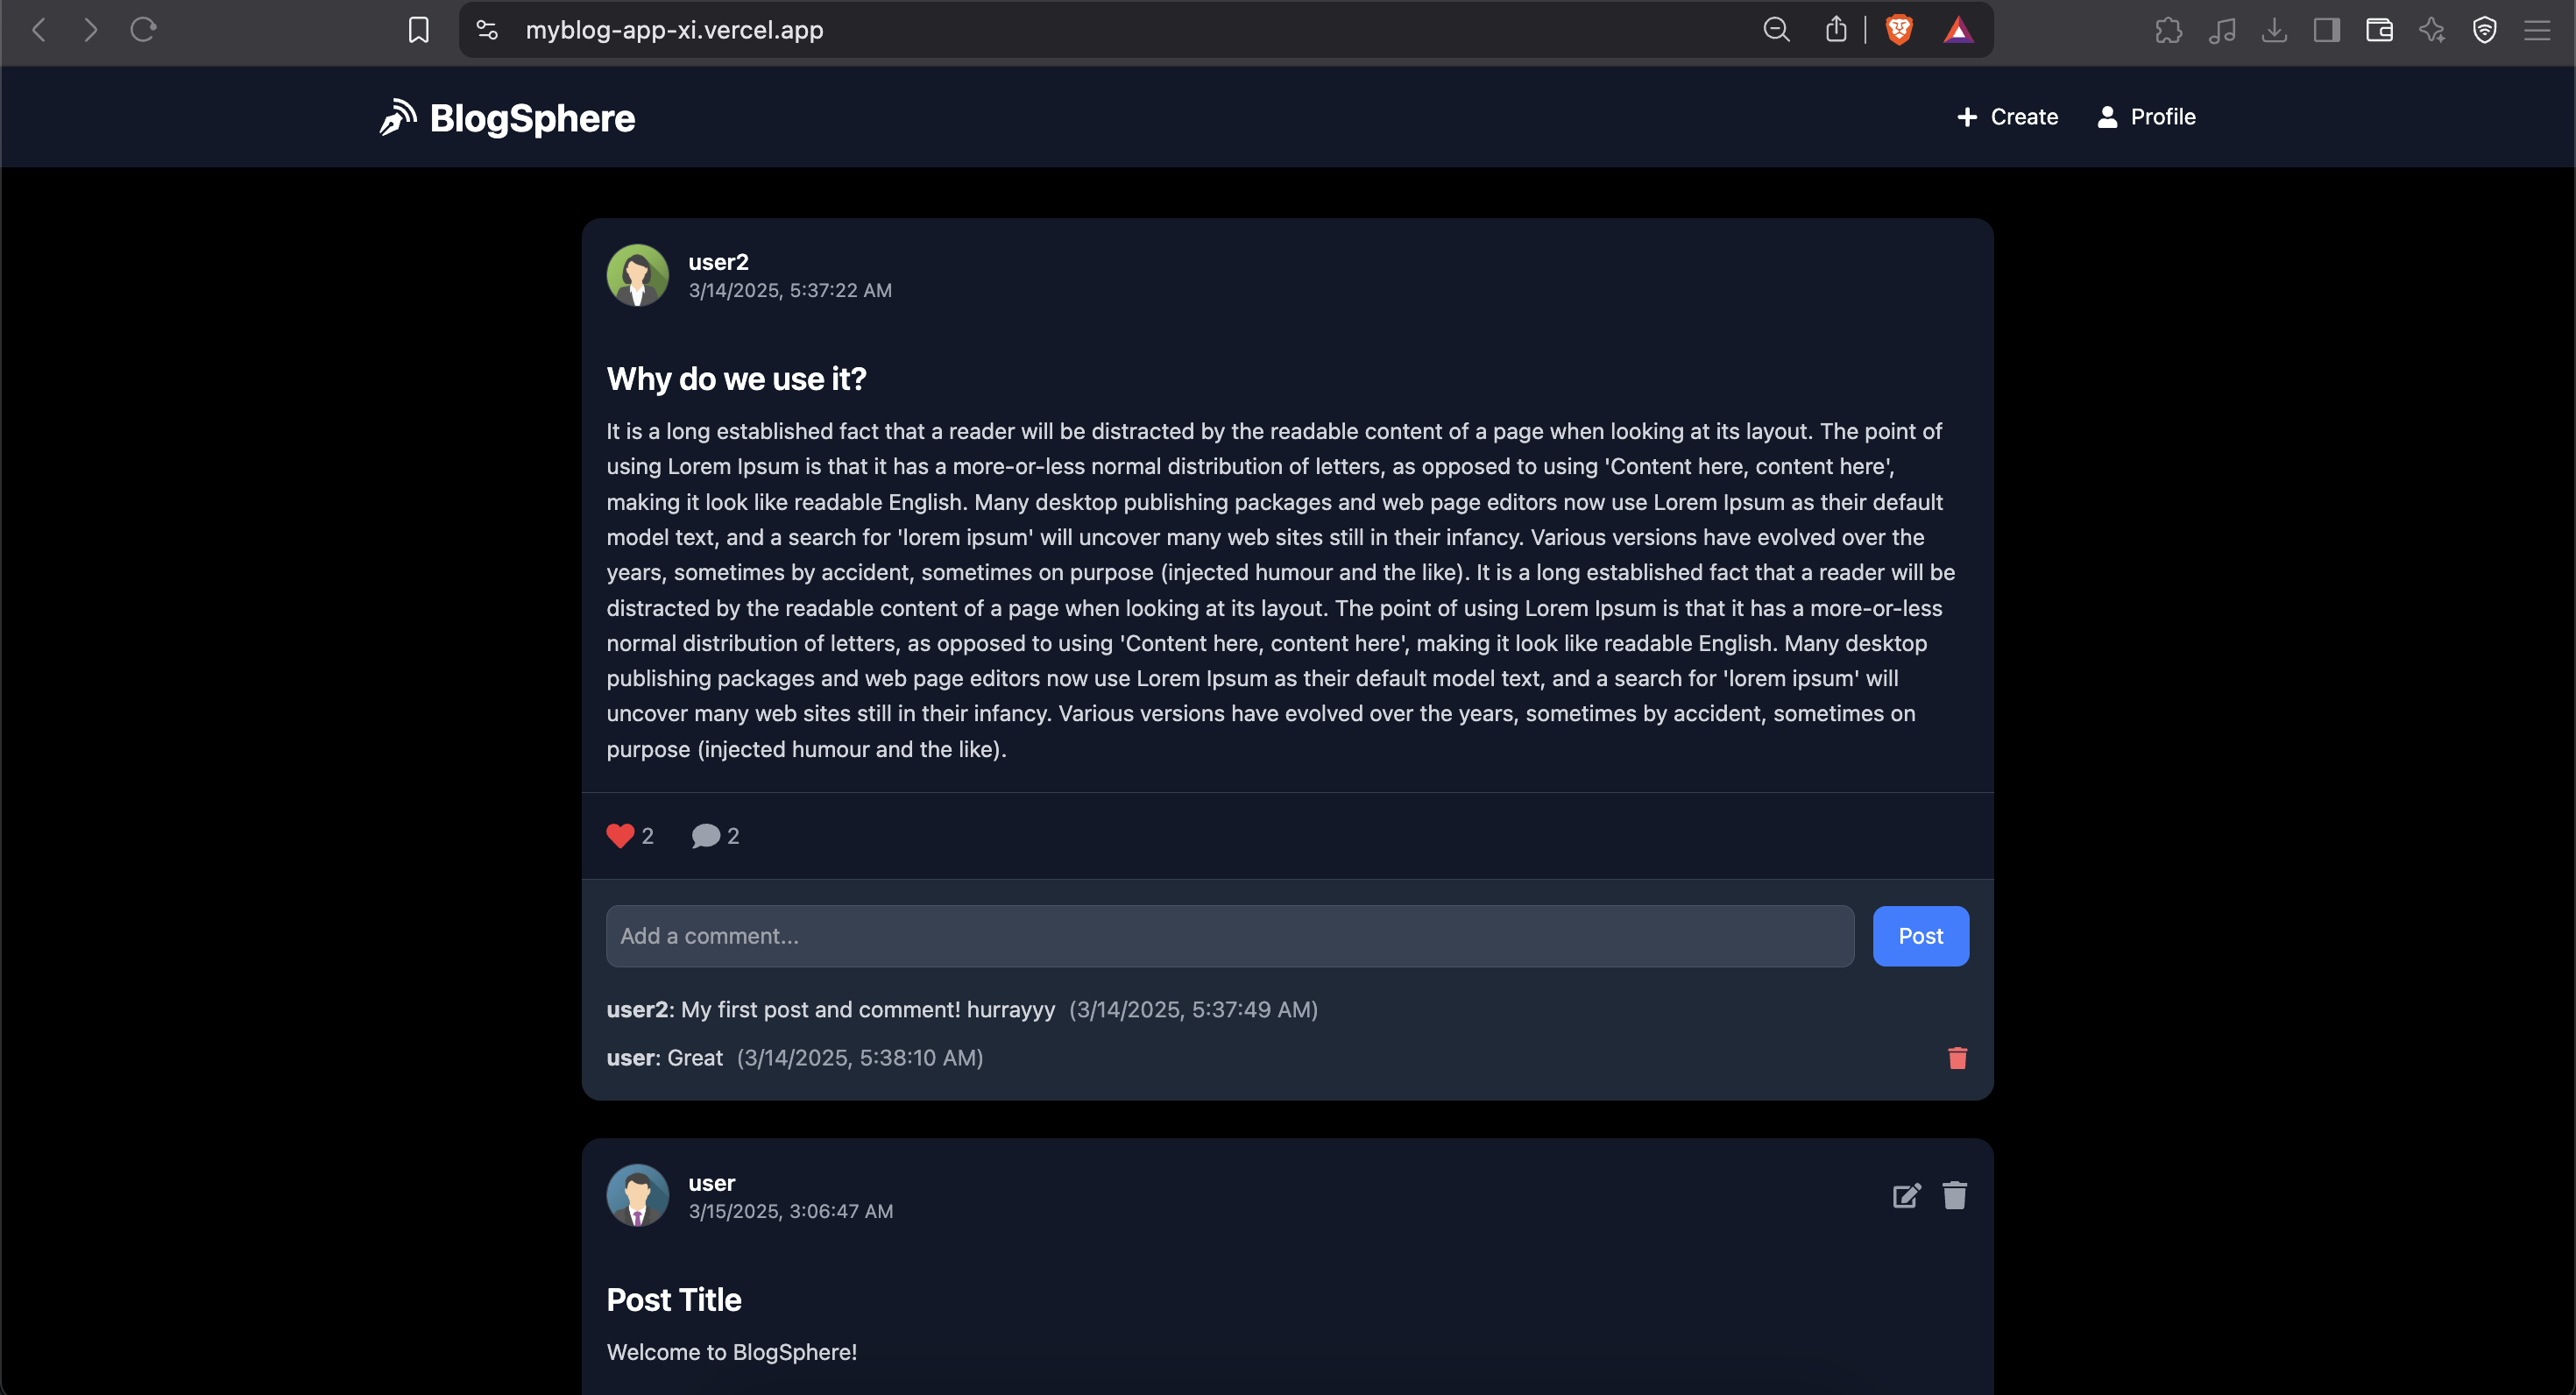 myblog-app-xi.vercel.app
BlogSphere
Create
Profile
user2
3/14/2025, 5:37:22 AM
Why do we use it?
It is a long established fact that a reader will be distracted by the readable content of a page when looking at its layout. The point of
using Lorem Ipsum is that it has a more-or-less normal distribution of letters, as opposed to using 'Content here, content here',
making it look like readable English. Many desktop publishing packages and web page editors now use Lorem Ipsum as their default
model text, and a search for 'lorem ipsum' will uncover many web sites still in their infancy. Various versions have evolved over the
years, sometimes by accident, sometimes on purpose (injected humour and the like). It is a long established fact that a reader will be
distracted by the readable content of a page when looking at its layout. The point of using Lorem Ipsum is that it has a more-or-less
normal distribution of letters, as opposed to using 'Content here, content here', making it look like readable English. Many desktop
publishing packages and web page editors now use Lorem Ipsum as their default model text, and a search for 'lorem ipsum' will
uncover many web sites still in their infancy. Various versions have evolved over the years, sometimes by accident, sometimes on
purpose (injected humour and the like).
2 2
Add a comment...
Post
user2: My first post and comment! hurrayyy (3/14/2025, 5:37:49 AM)
user: Great (3/14/2025, 5:38:10 AM)
user
3/15/2025, 3:06:47 AM
Post Title
Welcome to BlogSphere!